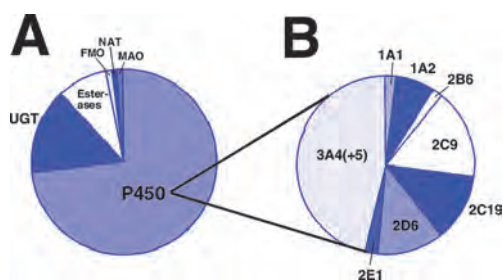 A
B
NAT
FMO
MAO
Ester-
ases
UGT
P450
1A1
1A2
2B6
2C9
3A4(+5)
2C19
2D6
2E1